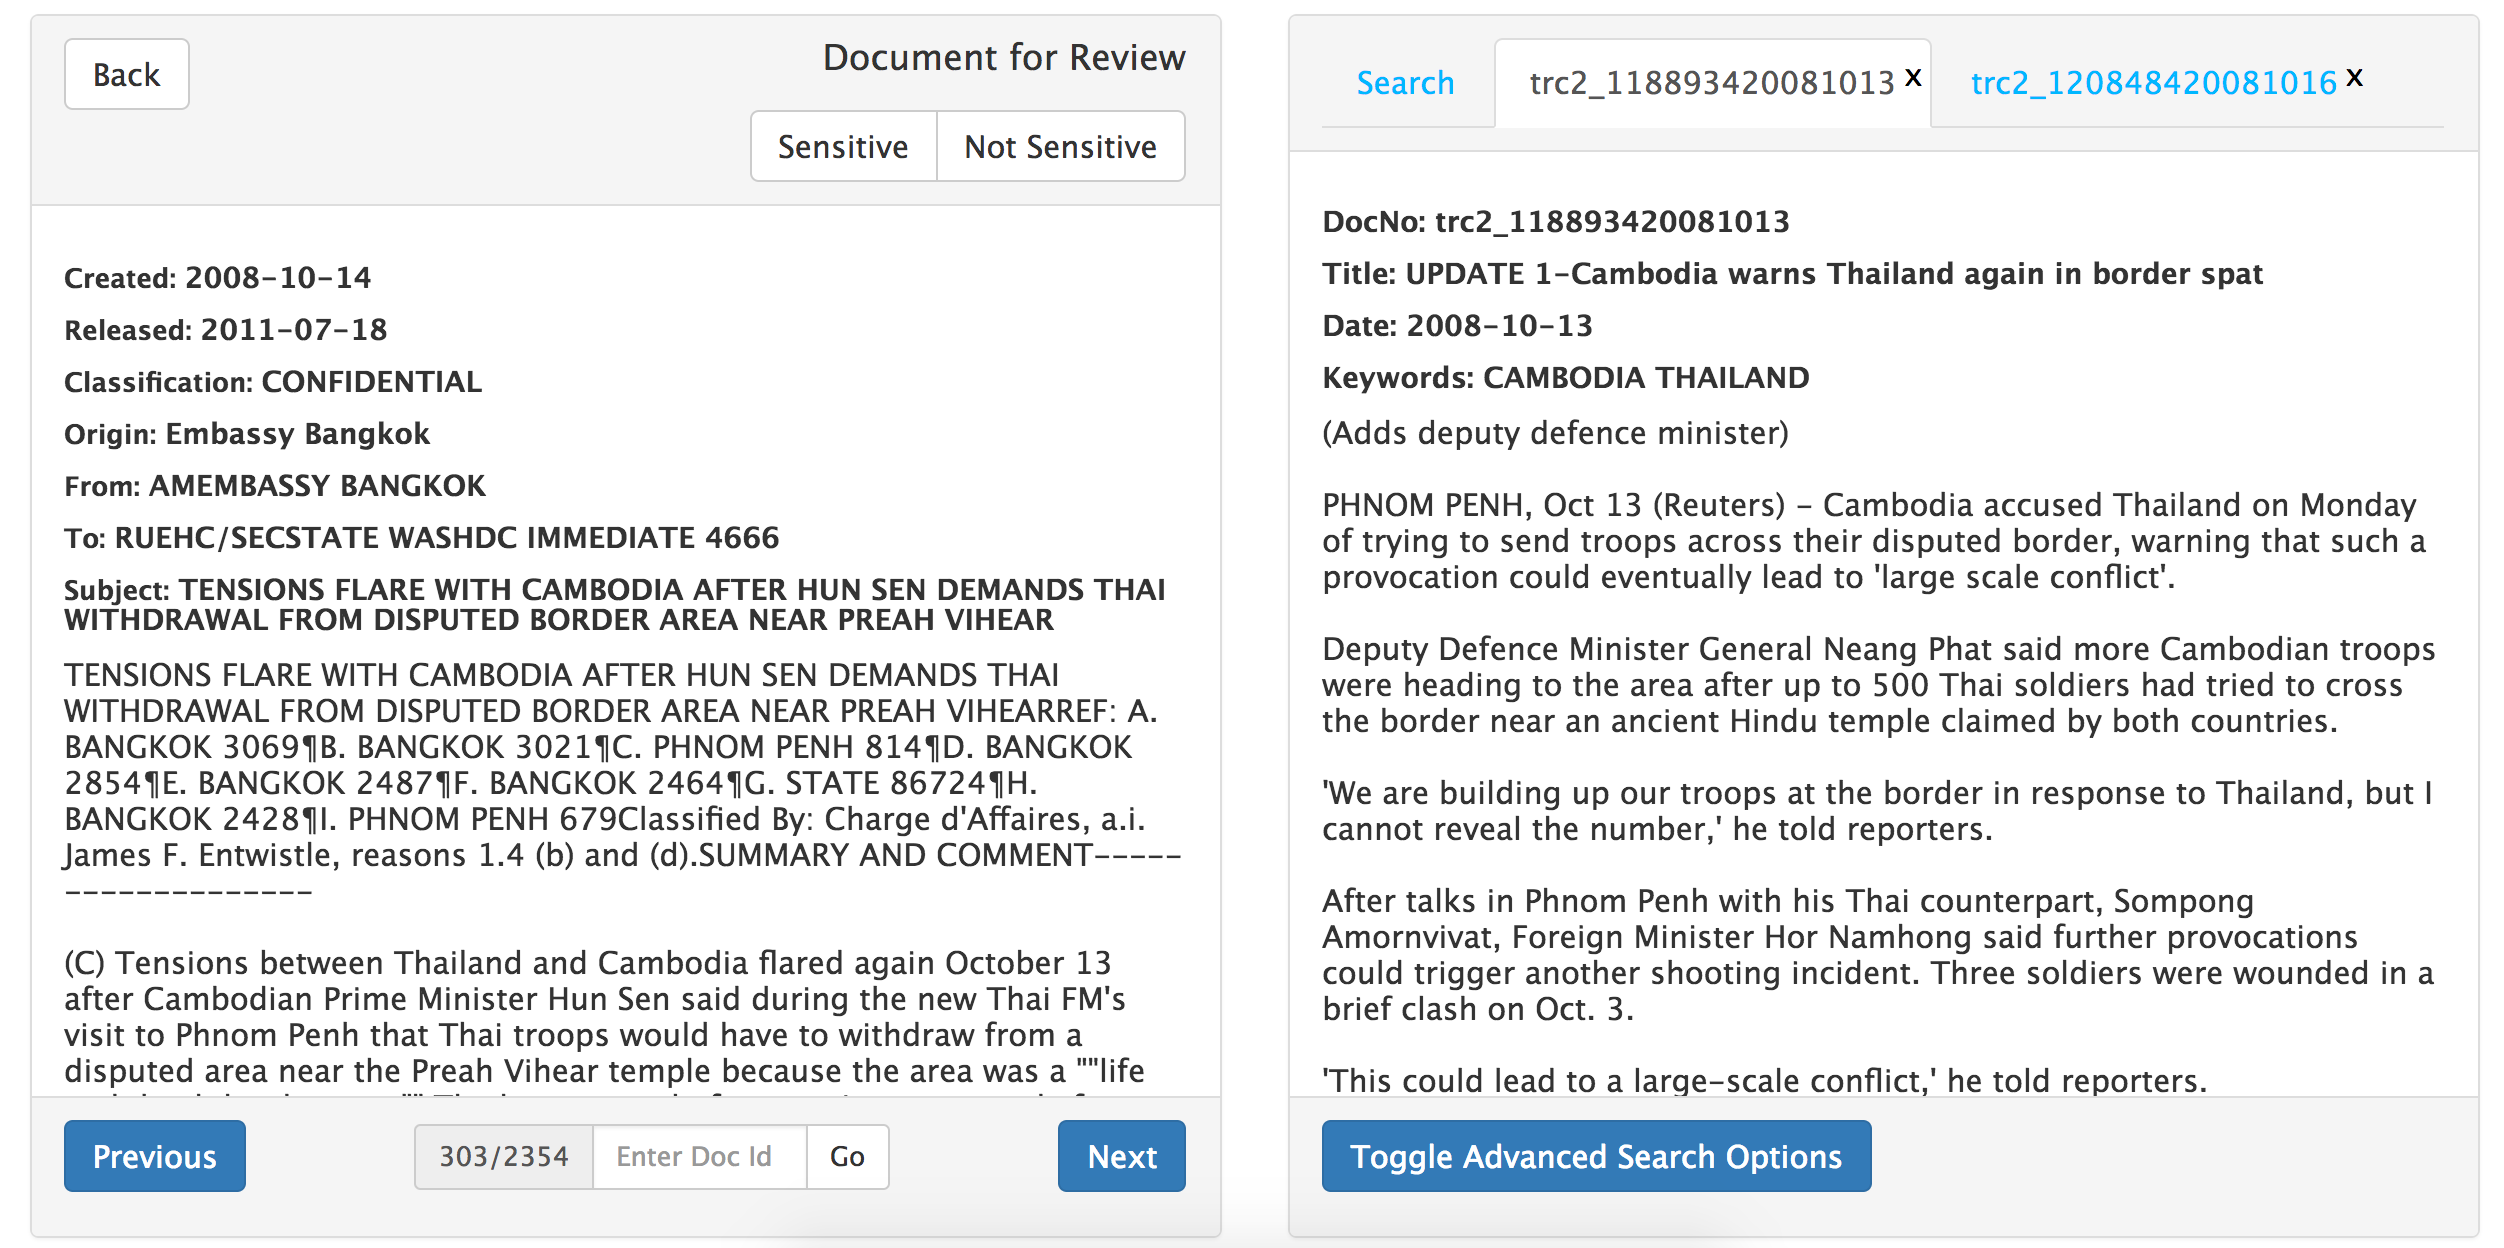 Back
Document for Review
Sensitive
Not Sensitive
Created: 2008-10-14
Released: 2011-07-18
Classification: CONFIDENTIAL
Origin: Embassy Bangkok
From: AMEMBASSY BANGKOK
To: RUEHC/SECSTATE WASHDC IMMEDIATE 4666
Subject: TENSIONS FLARE WITH CAMBODIA AFTER HUN SEN DEMANDS THAI
WITHDRAWAL FROM DISPUTED BORDER AREA NEAR PREAH VIHEAR
TENSIONS FLARE WITH CAMBODIA AFTER HUN SEN DEMANDS THAI
WITHDRAWAL FROM DISPUTED BORDER AREA NEAR PREAH VIHEARREF: A.
BANGKOK 3069¶B. BANGKOK 3021¶C. PHNOM PENH 814¶D. BANGKOK
2854¶E. BANGKOK 2487¶F. BANGKOK 2464¶G. STATE 86724¶H.
BANGKOK 2428¶I. PHNOM PENH 679Classified By: Charge d'Affaires, a.i.
James F. Entwistle, reasons 1.4 (b) and (d).SUMMARY AND COMMENT-----
--------------
(C) Tensions between Thailand and Cambodia flared again October 13
after Cambodian Prime Minister Hun Sen said during the new Thai FM's
visit to Phnom Penh that Thai troops would have to withdraw from a
disputed area near the Preah Vihear temple because the area was a ""life
Previous
303/2354
Enter Doc Id
Go
Next
Search
trc2_118893420081013 x
trc2_120848420081016 x
DocNo: trc2_118893420081013
Title: UPDATE 1-Cambodia warns Thailand again in border spat
Date: 2008-10-13
Keywords: CAMBODIA THAILAND
(Adds deputy defence minister)
PHNOM PENH, Oct 13 (Reuters) - Cambodia accused Thailand on Monday
of trying to send troops across their disputed border, warning that such a
provocation could eventually lead to 'large scale conflict'.
Deputy Defence Minister General Neang Phat said more Cambodian troops
were heading to the area after up to 500 Thai soldiers had tried to cross
the border near an ancient Hindu temple claimed by both countries.
'We are building up our troops at the border in response to Thailand, but I
cannot reveal the number,' he told reporters.
After talks in Phnom Penh with his Thai counterpart, Sompong
Amornvivat, Foreign Minister Hor Namhong said further provocations
could trigger another shooting incident. Three soldiers were wounded in a
brief clash on Oct. 3.
'This could lead to a large-scale conflict,' he told reporters.
Toggle Advanced Search Options